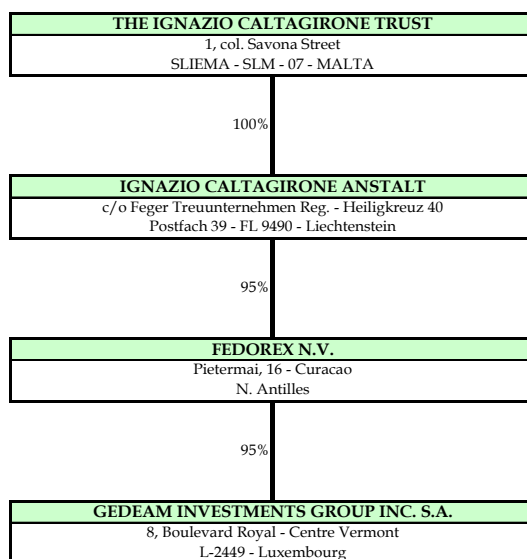 THE IGNAZIO CALTAGIRONE TRUST
1, col. Savona Street
SLIEMA - SLM - 07 - MALTA
100%
IGNAZIO CALTAGIRONE ANSTALT
c/o Feger Treuunternehmen Reg. - Heiligkreuz 40
Postfach 39 - FL 9490 - Liechtenstein
95%
FEDOREX N.V.
Pietermai, 16 - Curacao
N. Antilles
95%
GEDEAM INVESTMENTS GROUP INC. S.A.
8, Boulevard Royal - Centre Vermont
L-2449 - Luxembourg